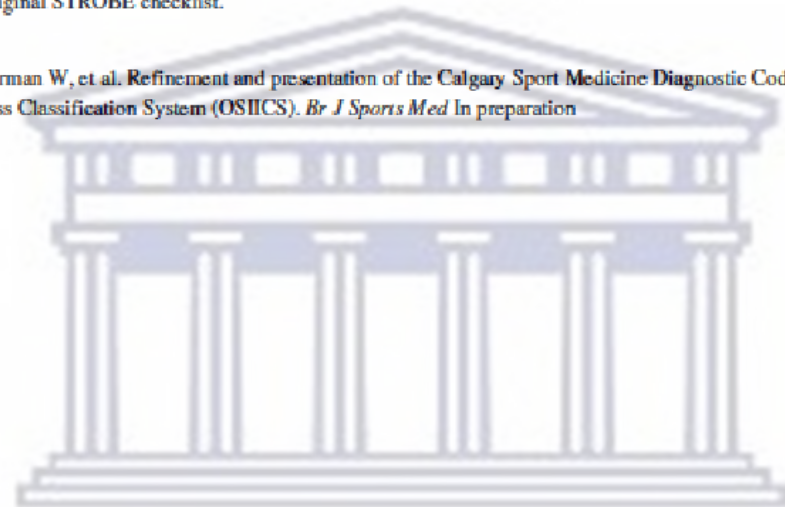 iginal STROBE checklist.
rman W, et al. Refinement and presentation of the Calgary Sport Medicine Diagnostic Cod
ss Classification System (OSIICS). Br J Sports Med In preparation